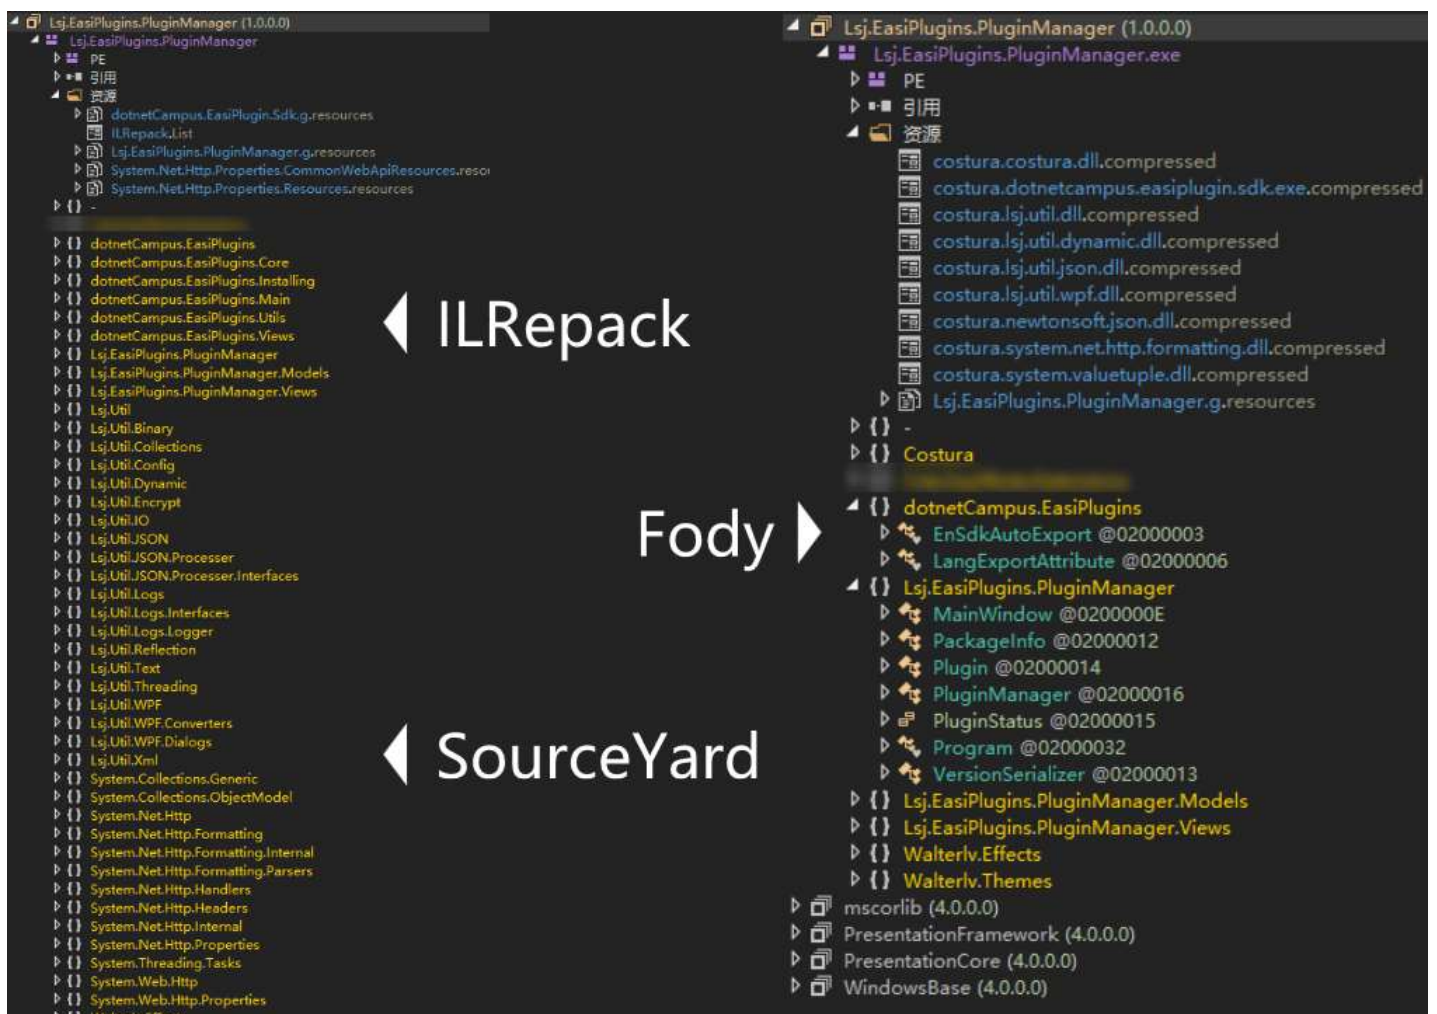 Lsj.EasiPlugins.PluginManager (1.0.0.0)
Lsj.EasiPlugins.PluginManager
PE
引用
资源
dotnetCampus.EasiPlugin.Sdk.g.resources
ILRepack.List
Lsj.EasiPlugins.PluginManager.g.resources
System.Net.Http.Properties.CommonWebApiResources.resou
System.Net.Http.Properties.Resources.resources
{} -
{} dotnetCampus.EasiPlugins
{} dotnetCampus.EasiPlugins.Core
{} dotnetCampus.EasiPlugins.Installing
{} dotnetCampus.EasiPlugins.Main
{} dotnetCampus.EasiPlugins.Utils
{} dotnetCampus.EasiPlugins.Views
{} Lsj.EasiPlugins.PluginManager
{} Lsj.EasiPlugins.PluginManager.Models
{} Lsj.EasiPlugins.PluginManager.Views
{} Lsj.Util
{} Lsj.Util.Binary
{} Lsj.Util.Collections
{} Lsj.Util.Config
{} Lsj.Util.Dynamic
{} Lsj.Util.Encrypt
{} Lsj.Util.IO
{} Lsj.Util.JSON
{} Lsj.Util.JSON.Processer
{} Lsj.Util.JSON.Processer.Interfaces
{} Lsj.Util.Logs
{} Lsj.Util.Logs.Interfaces
{} Lsj.Util.Logs.Logger
{} Lsj.Util.Reflection
{} Lsj.Util.Text
{} Lsj.Util.Threading
{} Lsj.Util.WPF
{} Lsj.Util.WPF.Converters
{} Lsj.Util.WPF.Dialogs
{} Lsj.Util.Xml
{} System.Collections.Generic
{} System.Collections.ObjectModel
{} System.Net.Http
{} System.Net.Http.Formatting
{} System.Net.Http.Formatting.Internal
{} System.Net.Http.Formatting.Parsers
{} System.Net.Http.Handlers
{} System.Net.Http.Headers
{} System.Net.Http.Internal
{} System.Net.Http.Properties
{} System.Threading.Tasks
{} System.Web.Http
{} System.Web.Http.Properties
ILRepack
Fody
SourceYard
Lsj.EasiPlugins.PluginManager (1.0.0.0)
Lsj.EasiPlugins.PluginManager.exe
PE
引用
资源
costura.costura.dll.compressed
costura.dotnetcampus.easiplugin.sdk.exe.compressed
costura.lsj.util.dll.compressed
costura.lsj.util.dynamic.dll.compressed
costura.lsj.util.json.dll.compressed
costura.lsj.util.wpf.dll.compressed
costura.newtonsoft.json.dll.compressed
costura.system.net.http.formatting.dll.compressed
costura.system.valuetuple.dll.compressed
Lsj.EasiPlugins.PluginManager.g.resources
{} -
{} Costura
{} dotnetCampus.EasiPlugins
EnSdkAutoExport @02000003
LangExportAttribute @02000006
{} Lsj.EasiPlugins.PluginManager
MainWindow @0200000E
PackageInfo @02000012
Plugin @02000014
PluginManager @02000016
PluginStatus @02000015
Program @02000032
VersionSerializer @02000013
{} Lsj.EasiPlugins.PluginManager.Models
{} Lsj.EasiPlugins.PluginManager.Views
{} Walterlv.Effects
{} Walterlv.Themes
mscorlib (4.0.0.0)
PresentationFramework (4.0.0.0)
PresentationCore (4.0.0.0)
WindowsBase (4.0.0.0)